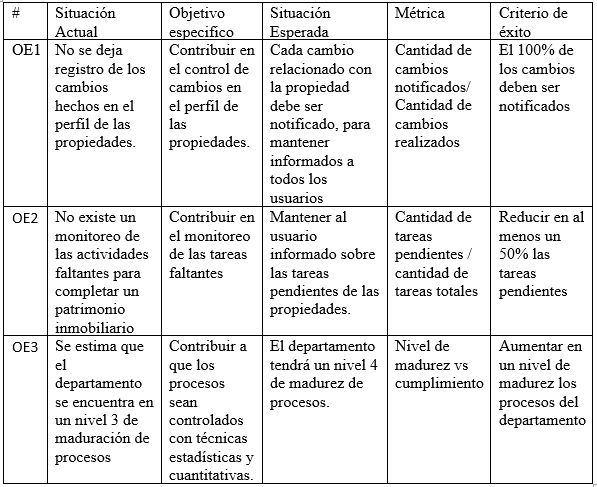 #
Situación
Actual
Objetivo
especifico
Situación
Esperada
Métrica
Criterio de
éxito
OE1
No se deja
registro de los
cambios
hechos en el
perfil de las
propiedades.
Contribuir en
el control de
cambios en
el perfil de
las
propiedades.
Cada cambio
relacionado con
la propiedad
debe ser
notificado, para
mantener
informados a
todos los
usuarios
Cantidad de
cambios
notificados/
Cantidad de
cambios
realizados
El 100% de
los cambios
deben ser
notificados
OE2
No existe un
monitoreo de
las actividades
faltantes para
completar un
patrimonio
inmobiliario
Contribuir en
el monitoreo
de las tareas
faltantes
Mantener al
usuario
informado sobre
las tareas
pendientes de las
propiedades.
Cantidad de
tareas
pendientes /
cantidad de
tareas totales
Reducir en al
menos un
50% las
tareas
pendientes
OE3
Se estima que
el
departamento
se encuentra en
un nivel 3 de
maduración de
procesos
Contribuir a
que los
procesos
sean
controlados
con técnicas
estadísticas y
cuantitativas.
El departamento
tendrá un nivel 4
de madurez de
procesos.
Nivel de
madurez vs
cumplimiento
Aumentar en
un nivel de
madurez los
procesos del
departamento